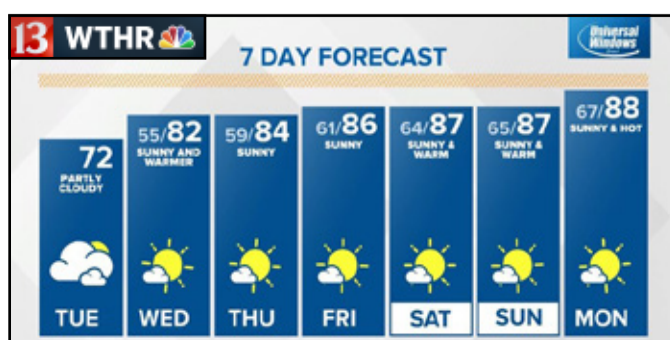 13 WTHR
Universal
Windows
7 DAY FORECAST
72
PARTLY
CLOUDY
TUE
55/82
SUNNY AND
WARMER
WED
59/84
SUNNY
THU
61/86
SUNNY
FRI
64/87
SUNNY &
WARM
SAT
65/87
SUNNY &
WARM
SUN
67/88
SUNNY & HOT
MON